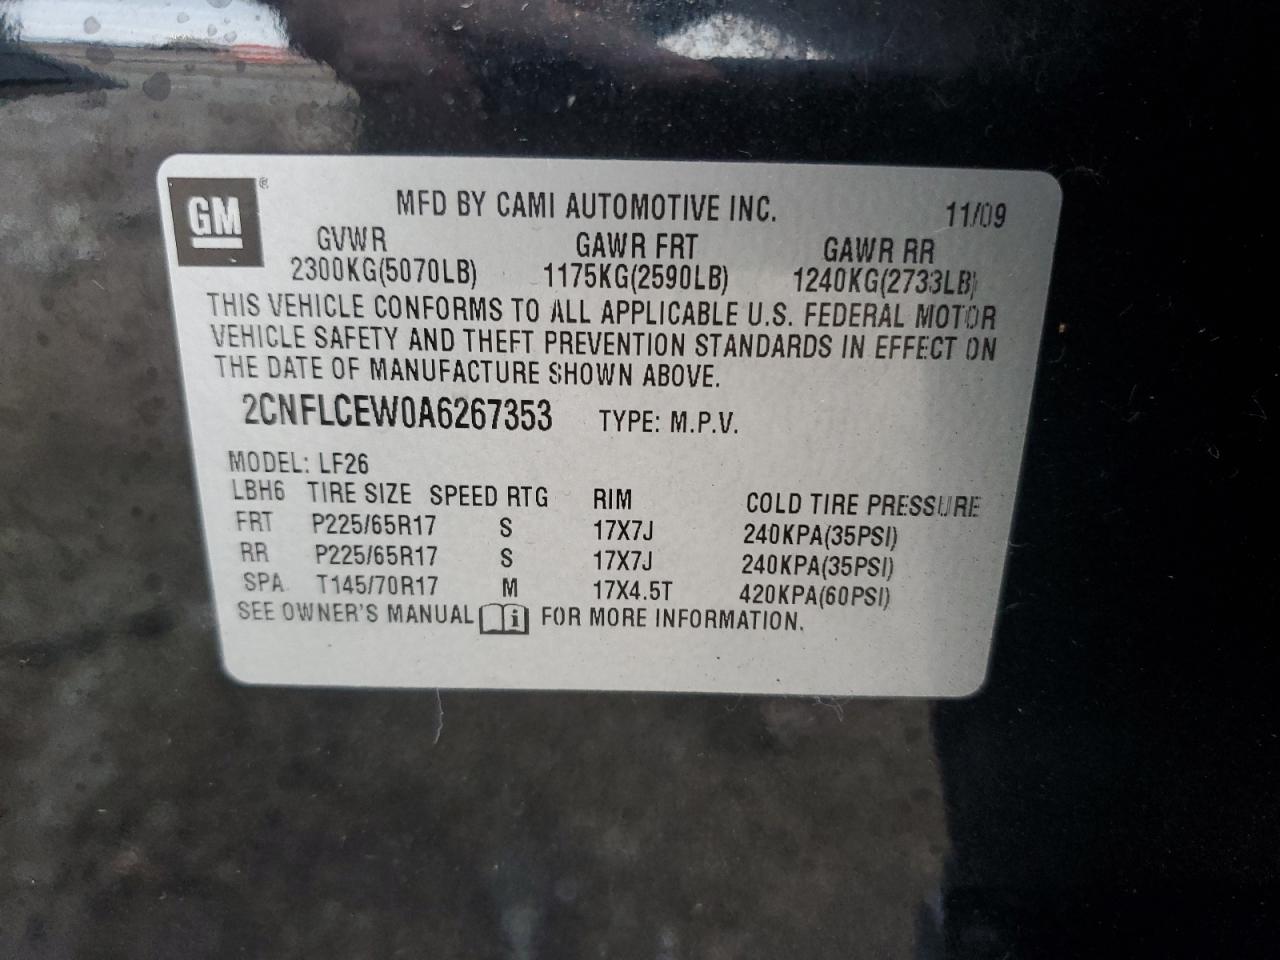 GM ®
MFD BY CAMI AUTOMOTIVE INC. 11/09
GVWR GAWR FRT GAWR RR
2300KG(5070LB) 1175KG(2590LB) 1240KG(2733LB)
THIS VEHICLE CONFORMS TO ALL APPLICABLE U.S. FEDERAL MOTOR
VEHICLE SAFETY AND THEFT PREVENTION STANDARDS IN EFFECT ON
THE DATE OF MANUFACTURE SHOWN ABOVE.
2CNFLCEW0A6267353 TYPE: M.P.V.
MODEL: LF26
LBH6 TIRE SIZE SPEED RTG RIM COLD TIRE PRESSURE
FRT P225/65R17 S 17X7J 240KPA(35PSI)
RR P225/65R17 S 17X7J 240KPA(35PSI)
SPA T145/70R17 M 17X4.5T 420KPA(60PSI)
SEE OWNER'S MANUAL i FOR MORE INFORMATION.